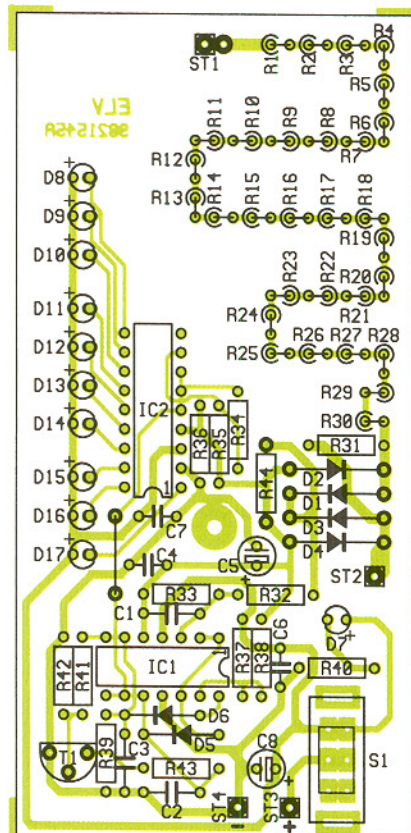 ST1
R1 R2 R3 R4
R5
R6
R11 R10 R9 R8 R7
ELV
9821545A
R12
R13
R14 R15 R16 R17 R18
R19
R20
R23 R22 R21
R24
R25 R26 R27 R28
R29
R30
R31
D8
D9
D10
D11
D12
D13
D14
D15
D16
D17
IC2
1
R36 R35 R34
R44
D2
D1
D3
D4
ST2
C7
C4
C5
R33
R32
C1
D7
R42 R41
IC1
1
R37 R38
C6
R40
D6
D5
T1
R39
C3
R43
C2
C8
S1
ST4
-
ST3
+